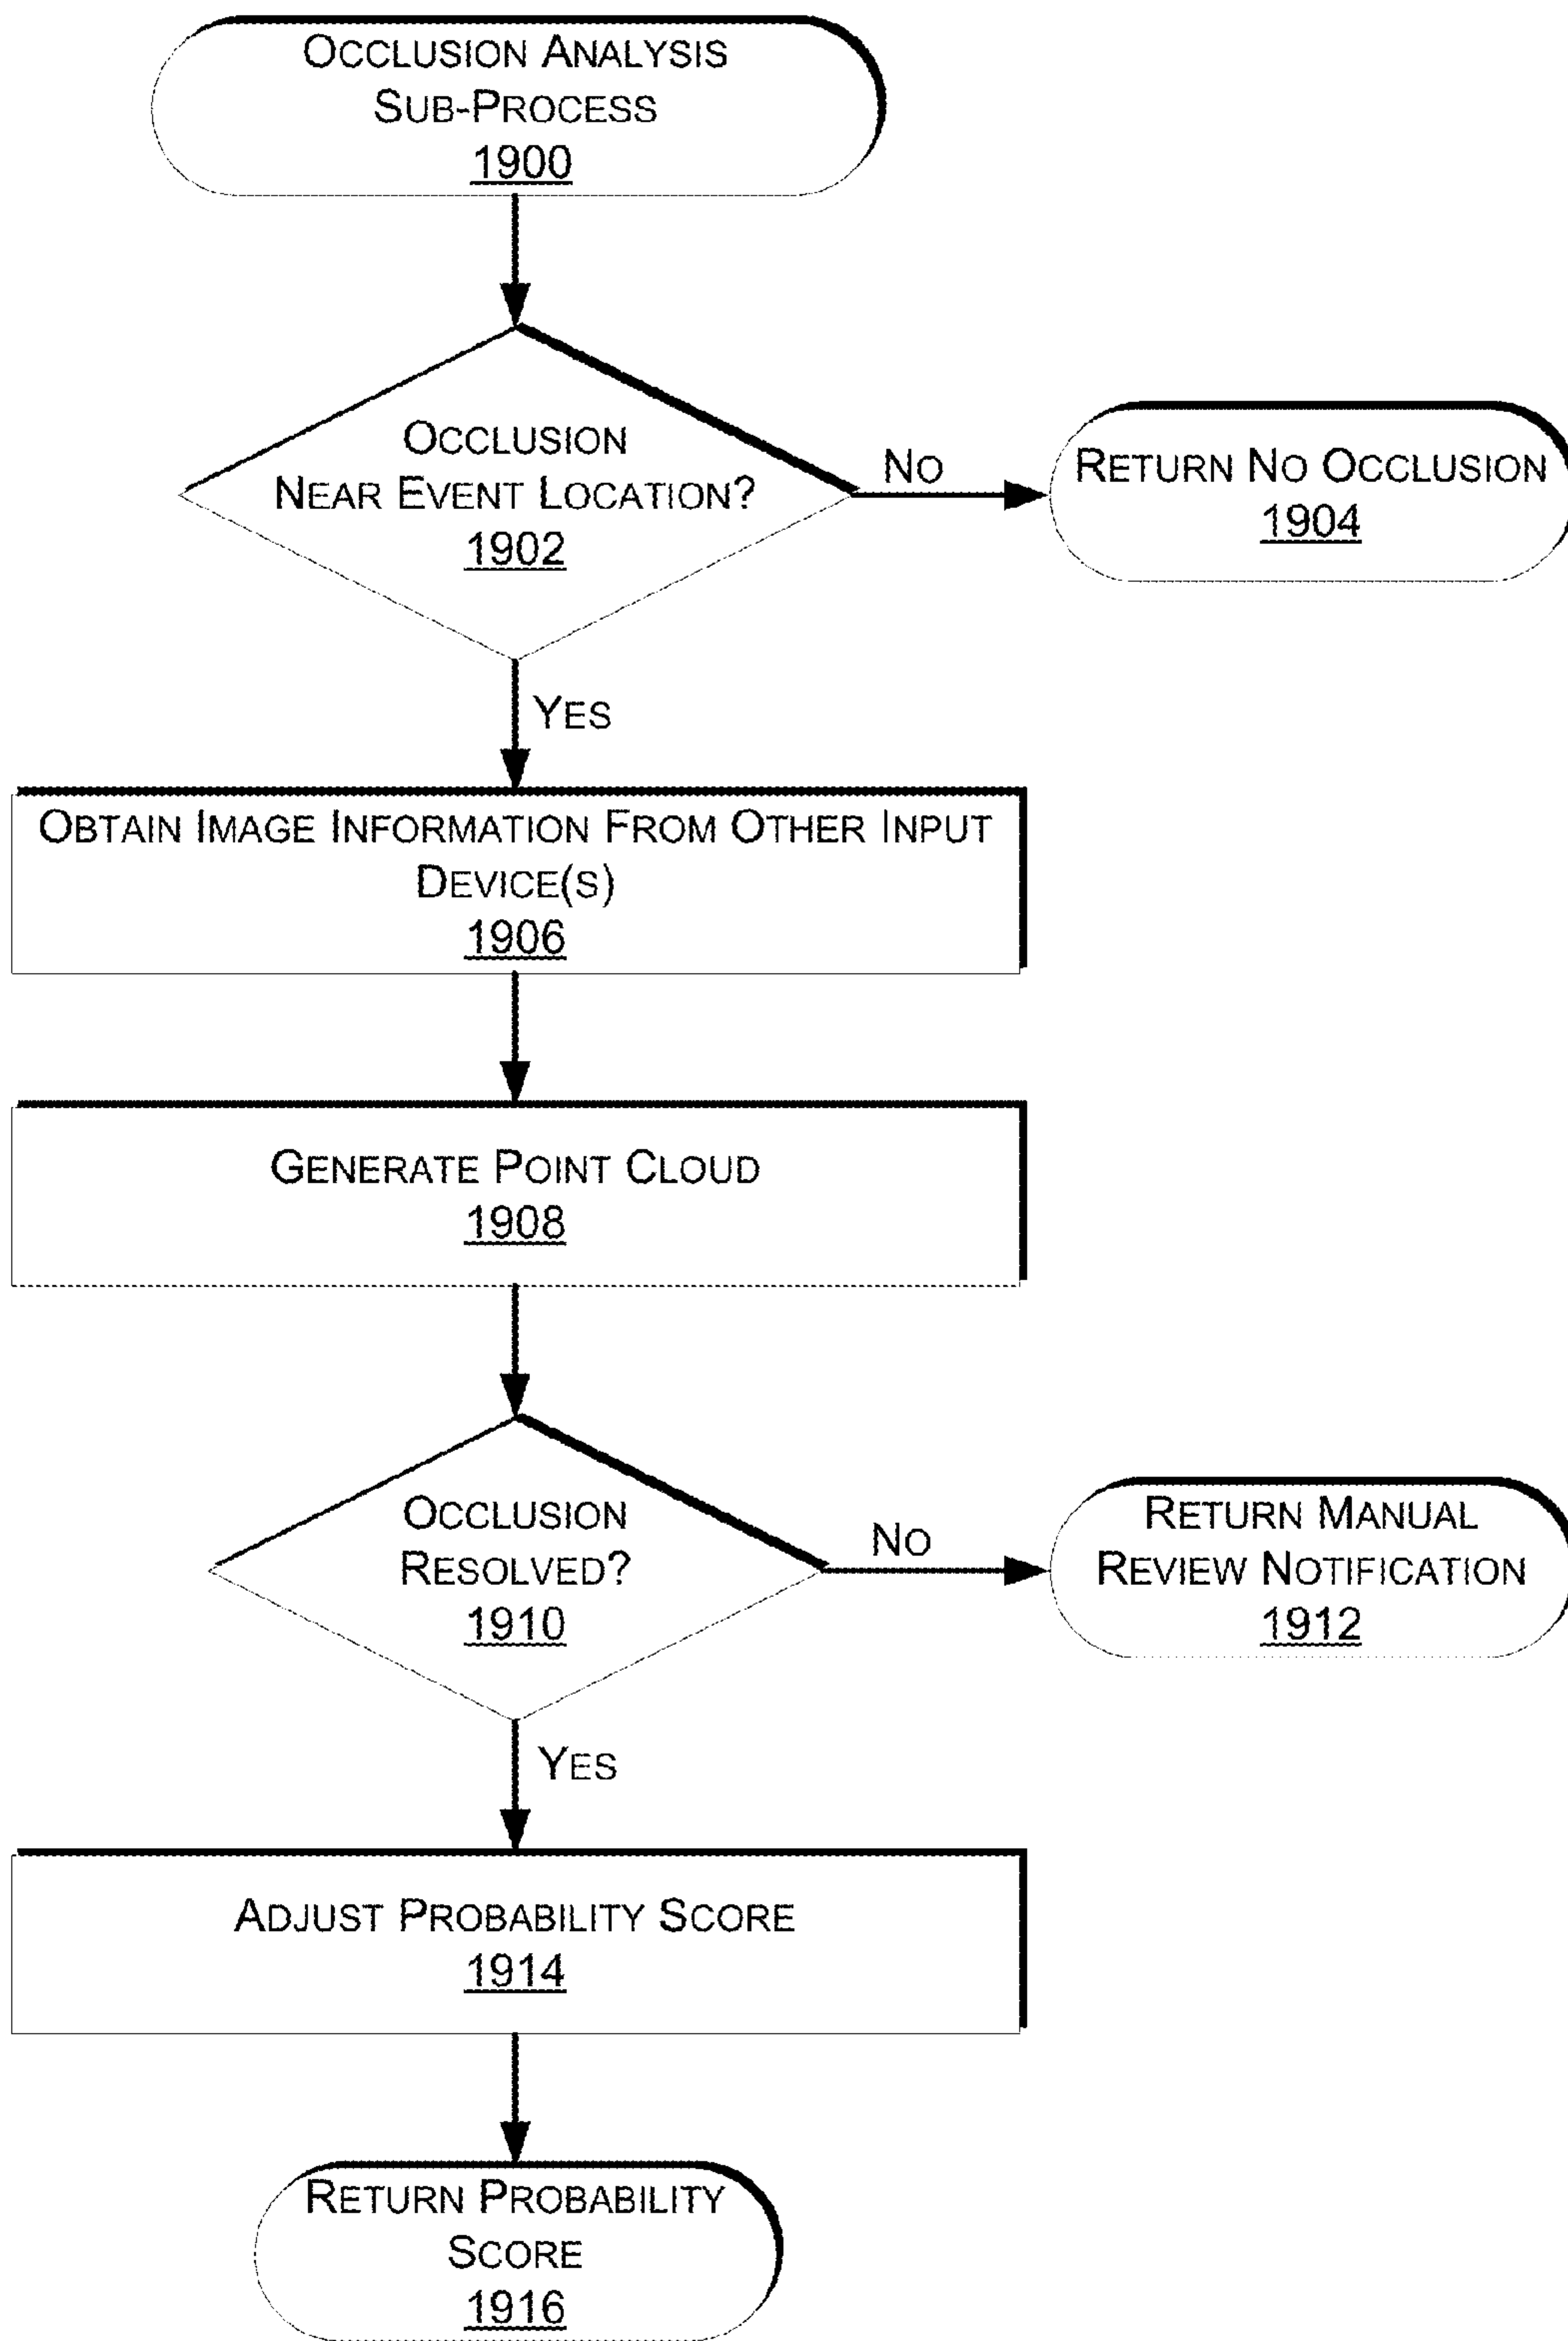 OCCLUSION ANALYSIS
SUB-PROCESS
1900
OCCLUSION
NEAR EVENT LOCATION?
1902
NO
RETURN NO OCCLUSION
1904
YES
OBTAIN IMAGE INFORMATION FROM OTHER INPUT
DEVICE(S)
1906
GENERATE POINT CLOUD
1908
OCCLUSION
RESOLVED?
1910
NO
RETURN MANUAL
REVIEW NOTIFICATION
1912
YES
ADJUST PROBABILITY SCORE
1914
RETURN PROBABILITY
SCORE
1916